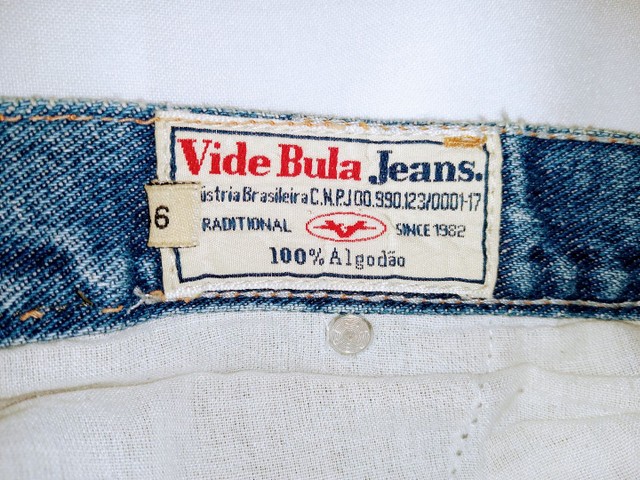 Vide Bula Jeans.
ústria Brasileira C.N.P.J 00.990.123/0001-17
6
RADITIONAL SINCE 1982
100% Algodão